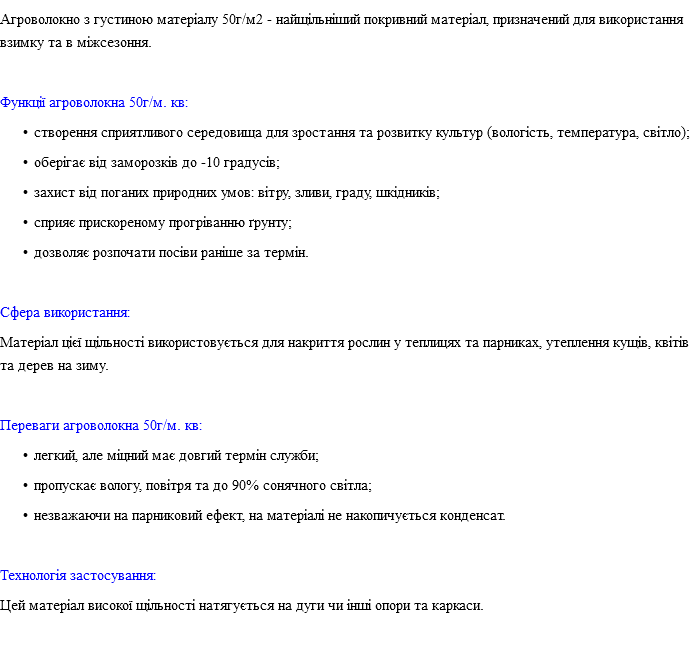 Агроволокно з густиною матеріалу 50г/м2 - найщільніший покривний матеріал, призначений для використання
взимку та в міжсезоння.
Функції агроволокна 50г/м. кв:
• створення сприятливого середовища для зростання та розвитку культур (вологість, температура, світло);
• оберігає від заморозків до -10 градусів;
• захист від поганих природних умов: вітру, зливи, граду, шкідників;
• сприяє прискореному прогріванню ґрунту;
• дозволяє розпочати посіви раніше за термін.
Сфера використання:
Матеріал цієї щільності використовується для накриття рослин у теплицях та парниках, утеплення кущів, квітів
та дерев на зиму.
Переваги агроволокна 50г/м. кв:
• легкий, але міцний має довгий термін служби;
• пропускає вологу, повітря та до 90% сонячного світла;
• незважаючи на парниковий ефект, на матеріалі не накопичується конденсат.
Технологія застосування:
Цей матеріал високої щільності натягується на дуги чи інші опори та каркаси.